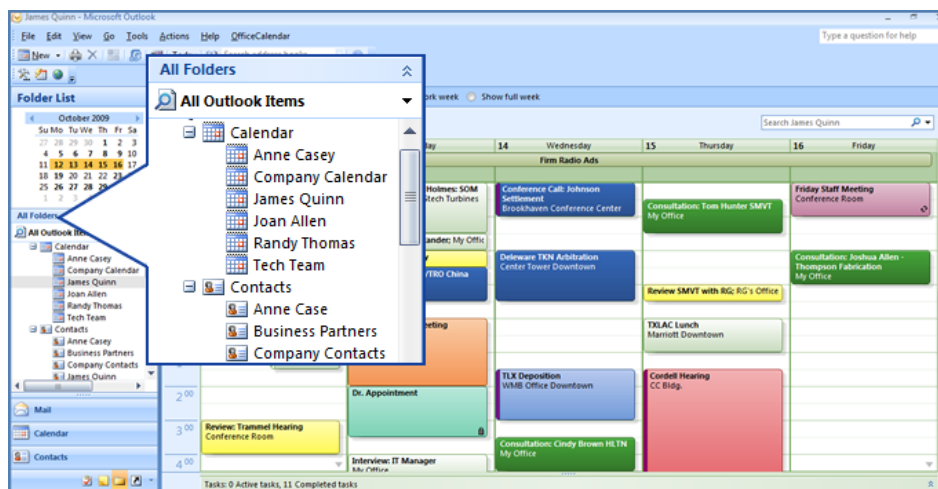 James Quinn - Microsoft Outlook
File Edit View Go Tools Actions Help OfficeCalendar
Type a question for help
New
Folder List
October 2009
Su Mo Tu We Th Fr Sa
27 28 29 30 1 2 3
4 5 6 7 8 9 10
11 12 13 14 15 16 17
18 19 20 21 22 23
25 26 27 28 29
1 2 3
All Folders
All Outlook Items
Calendar
Anne Casey
Company Calendar
James Quinn
Joan Allen
Randy Thomas
Tech Team
Contacts
Anne Casey
Business Partners
Company Contacts
James Quinn
Mail
Calendar
Contacts
All Folders
All Outlook Items
Calendar
Anne Casey
Company Calendar
James Quinn
Joan Allen
Randy Thomas
Tech Team
Contacts
Anne Case
Business Partners
Company Contacts
week Show full week
Search James Quinn
14 Wednesday
15 Thursday
16 Friday
Firm Radio Ads
Holmes: SOM
Stech Turbines
ander; My Offic
/TRO China
eeting
Dr. Appointment
Interview: IT Manager
My Office
2 00
3 00
4 00
Review: Trammel Hearing
Conference Room
Conference Call: Johnson
Settlement
Brookhaven Conference Center
Deleware TKN Arbitration
Center Tower Downtown
TLX Deposition
WMB Office Downtown
Consultation: Cindy Brown HLTN
My Office
Consultation: Tom Hunter SMVT
My Office
Review SMVT with RG; RG's Office
TXLAC Lunch
Marriott Downtown
Cordell Hearing
CC Bldg.
Friday Staff Meeting
Conference Room
Consultation: Joshua Allen -
Thompson Fabrication
My Office
Tasks: 0 Active tasks, 11 Completed tasks